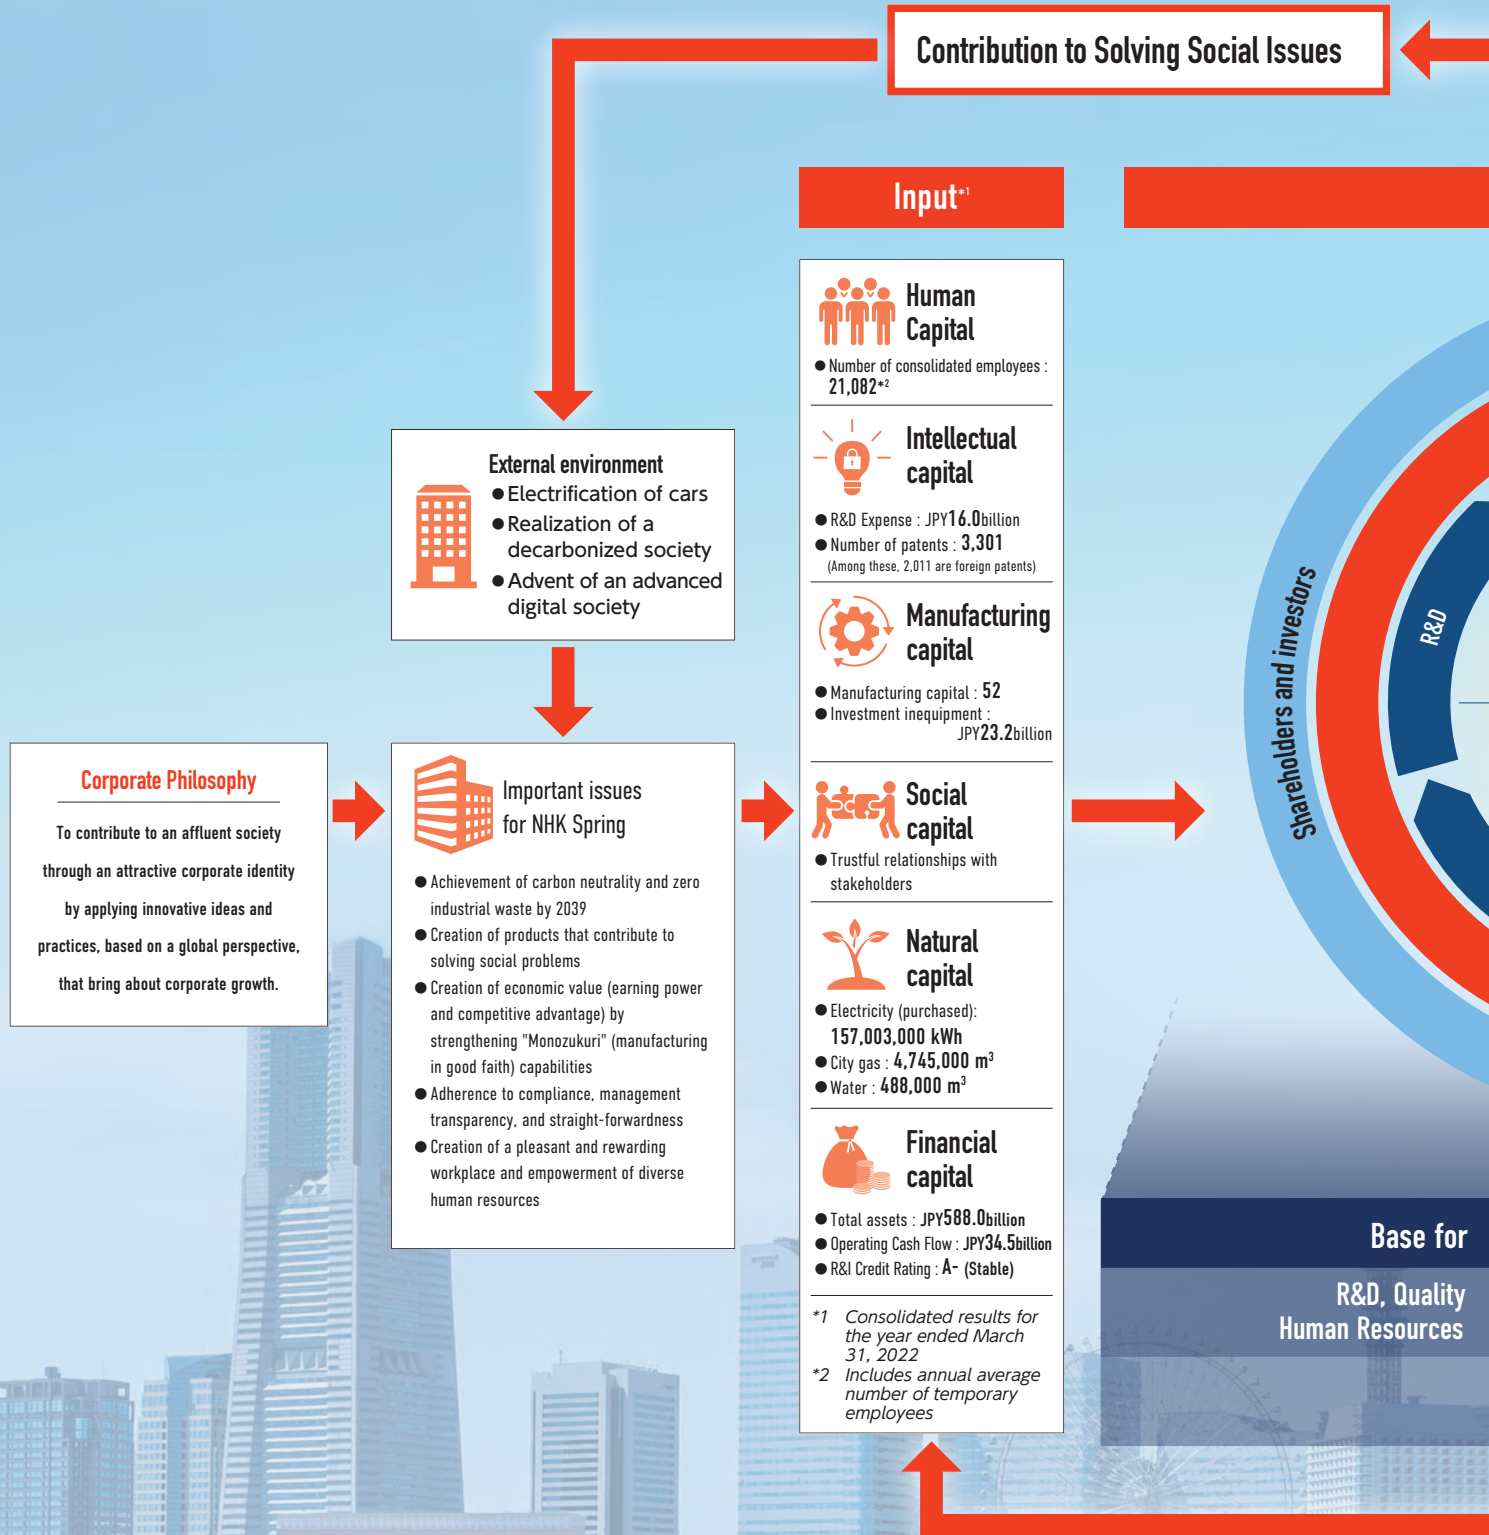 Contribution to Solving Social Issues
Input*1
External environment
● Electrification of cars
● Realization of a
decarbonized society
● Advent of an advanced
digital society
Corporate Philosophy
To contribute to an affluent society
through an attractive corporate identity
by applying innovative ideas and
practices, based on a global perspective,
that bring about corporate growth.
Important issues
for NHK Spring
● Achievement of carbon neutrality and zero
industrial waste by 2039
● Creation of products that contribute to
solving social problems
● Creation of economic value (earning power
and competitive advantage) by
strengthening "Monozukuri" (manufacturing
in good faith) capabilities
● Adherence to compliance, management
transparency, and straight-forwardness
● Creation of a pleasant and rewarding
workplace and empowerment of diverse
human resources
Human
Capital
● Number of consolidated employees :
21,082*2
Intellectual
capital
● R&D Expense : JPY16.0billion
● Number of patents : 3,301
(Among these, 2,011 are foreign patents)
Manufacturing
capital
● Manufacturing capital : 52
● Investment inequipment :
JPY23.2billion
Social
capital
● Trustful relationships with
stakeholders
Natural
capital
● Electricity (purchased):
157,003,000 kWh
● City gas : 4,745,000 m³
● Water : 488,000 m³
Financial
capital
● Total assets : JPY588.0billion
● Operating Cash Flow : JPY34.5billion
● R&I Credit Rating : A- (Stable)
*1 Consolidated results for
the year ended March
31, 2022
*2 Includes annual average
number of temporary
employees
Shareholders and investors
R&D
Base for
R&D, Quality
Human Resources